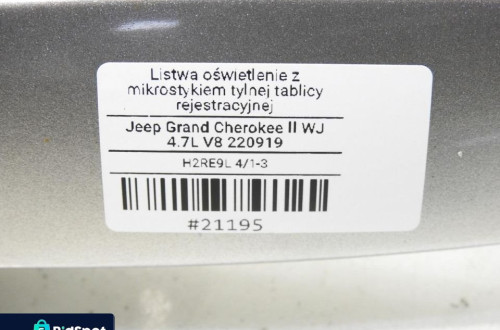 Listwa oświetlenie z
mikrostykiem tylnej tablicy
rejestracyjnej
Jeep Grand Cherokee II WJ
4.7L V8 220919
H2RE9L 4/1-3
#21195
BidSpot